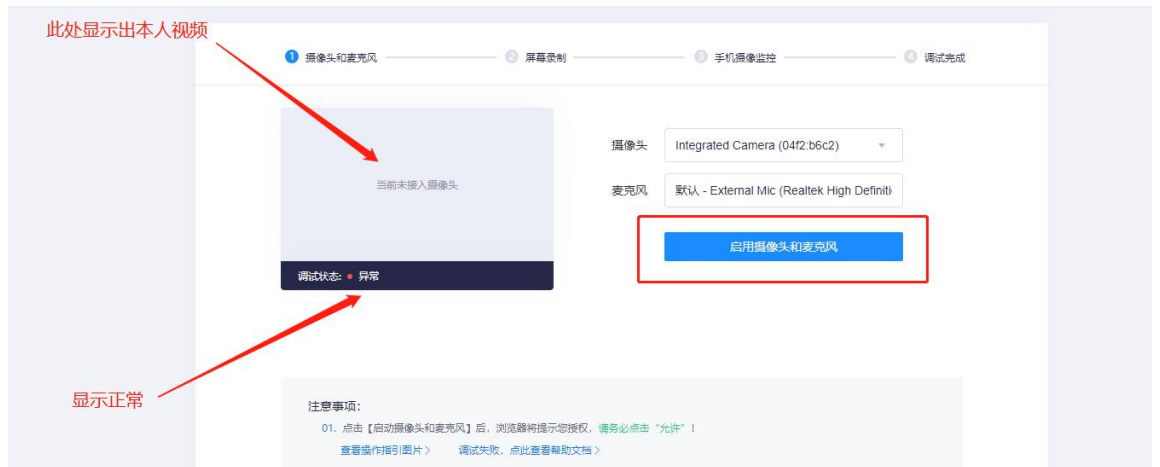 此处显示出本人视频
1 摄像头和麦克风 2 屏幕录制 3 手机摄像监控 4 调试完成
当前未接入摄像头
摄像头 Integrated Camera (04f2:b6c2)
麦克风 默认 - External Mic (Realtek High Definiti
启用摄像头和麦克风
调试状态: 异常
显示正常
注意事项:
01. 点击【启动摄像头和麦克风】后, 浏览器将提示您授权, 请务必点击 “允许” !
查看操作指引图片> 调试失败, 点此查看帮助文档>